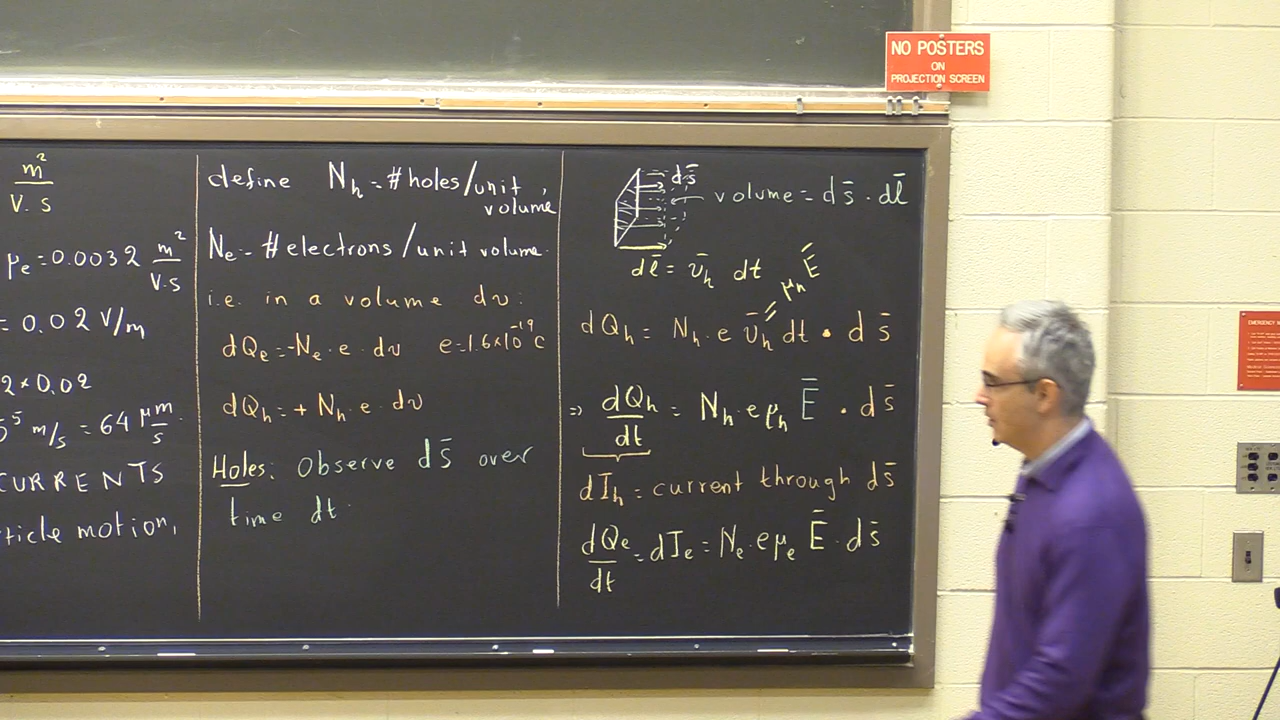 NO POSTERS
ON
PROJECTION SCREEN
m²
V.s
μe = 0.0032 m²/V.s
= 0.02 V/m
2 × 0.02
5 m/s = 64 μm/s
CURRENTS
ticle motion,
define Nh = # holes/unit volume,
Ne = # electrons/unit volume.
i.e. in a volume dv:
dQe = -Ne · e · dv e = 1.6×10⁻¹⁹ C
dQh = + Nh · e · dv
Holes: Observe ds̄ over
time dt.
ds̄
volume = ds̄ · dl̄
dl̄ = v̄h dt
μh Ē
dQh = Nh · e v̄h dt · ds̄
⇒ dQh/dt = Nh · e μh Ē · ds̄
dIh = current through ds̄
dQe/dt = dIe = Ne · e μe Ē · ds̄